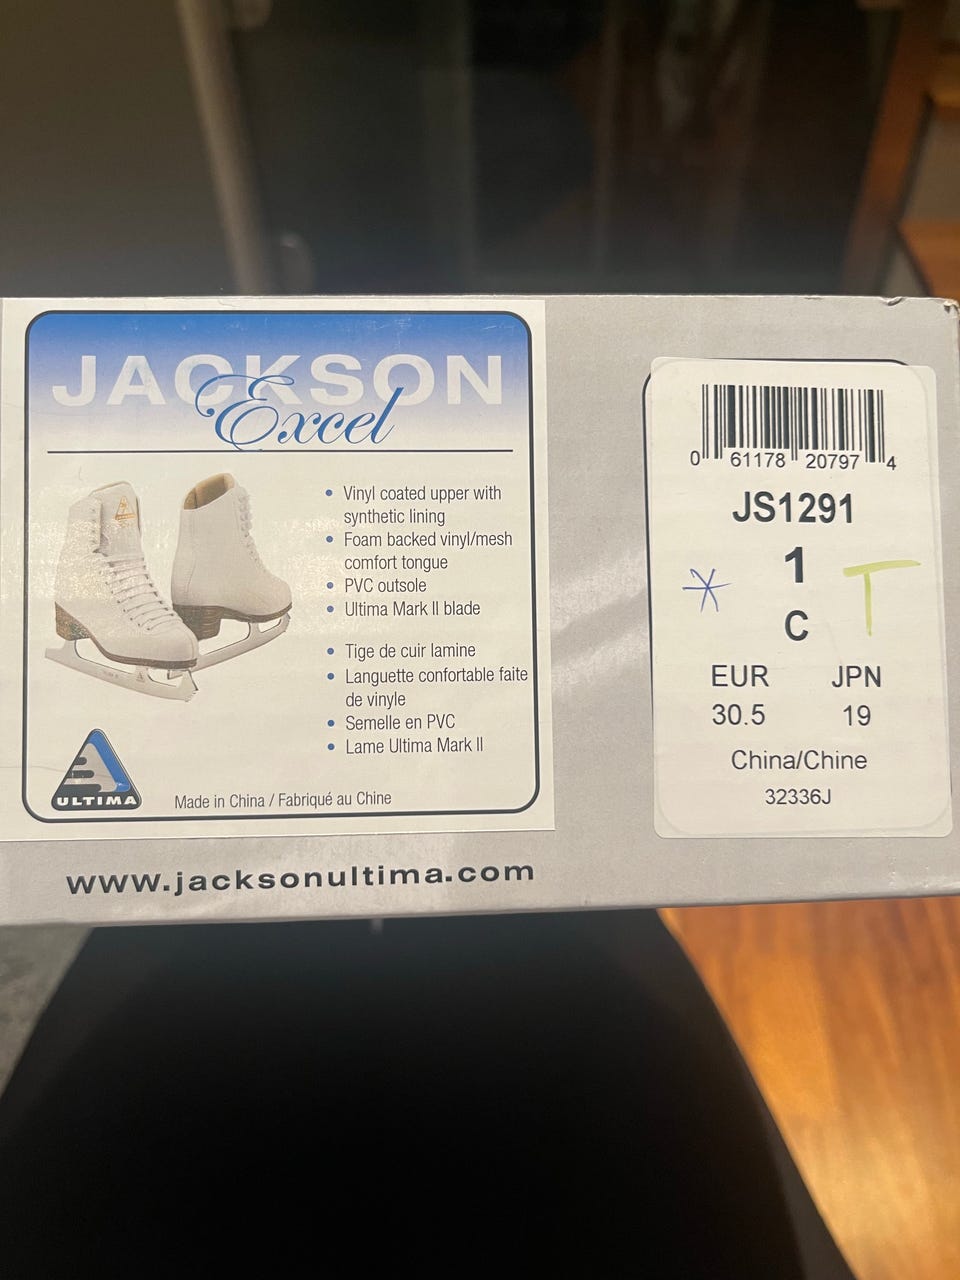 JACKSON
Excel
• Vinyl coated upper with
synthetic lining
• Foam backed vinyl/mesh
comfort tongue
• PVC outsole
• Ultima Mark II blade
• Tige de cuir lamine
• Languette confortable faite
de vinyle
• Semelle en PVC
• Lame Ultima Mark II
ULTIMA
Made in China / Fabriqué au Chine
www.jacksonultima.com
0 61178 20797 4
JS1291
1
* T
C
EUR JPN
30.5 19
China/Chine
32336J